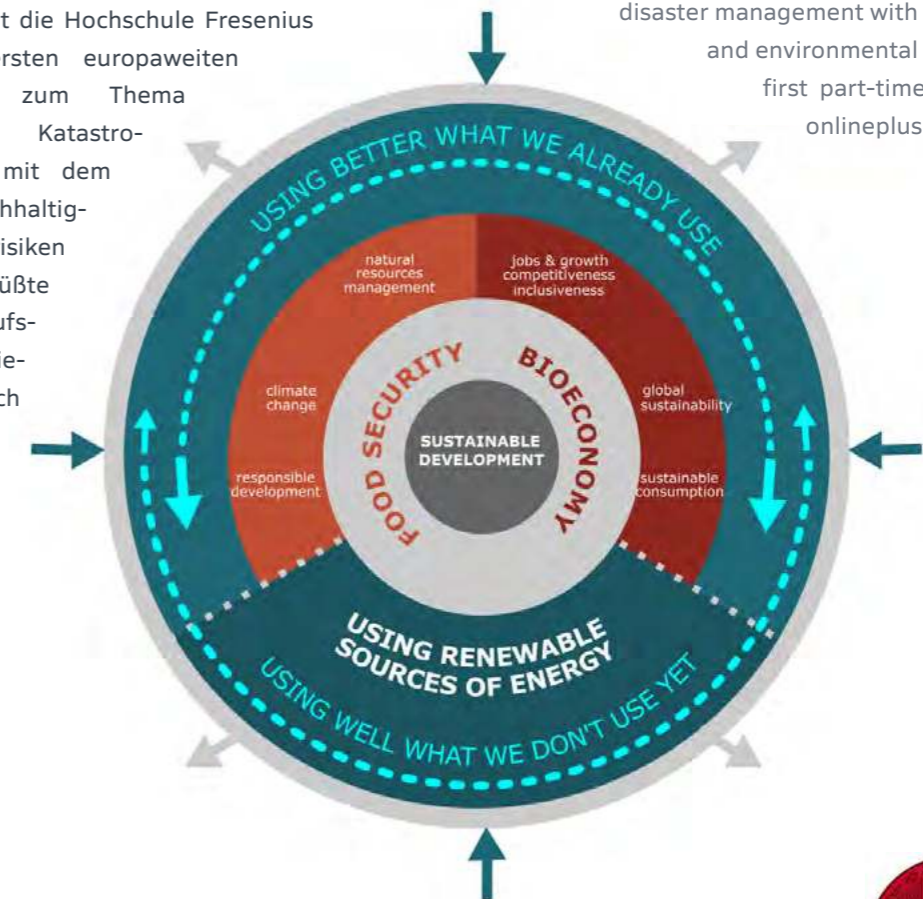 t die Hochschule Fresenius
ersten europaweiten
zum Thema
Katastro-
mit dem
hhaltig-
isiken
üßte
ufs-
ie-
ch
disaster management with
and environmental
first part-time
onlineplus
USING BETTER WHAT WE ALREADY USE
natural
resources
management
jobs & growth
competitiveness
inclusiveness
climate
change
global
sustainability
responsible
development
sustainable
consumption
FOOD SECURITY
BIOECONOMY
SUSTAINABLE
DEVELOPMENT
USING RENEWABLE
SOURCES OF ENERGY
USING WELL WHAT WE DON'T USE YET